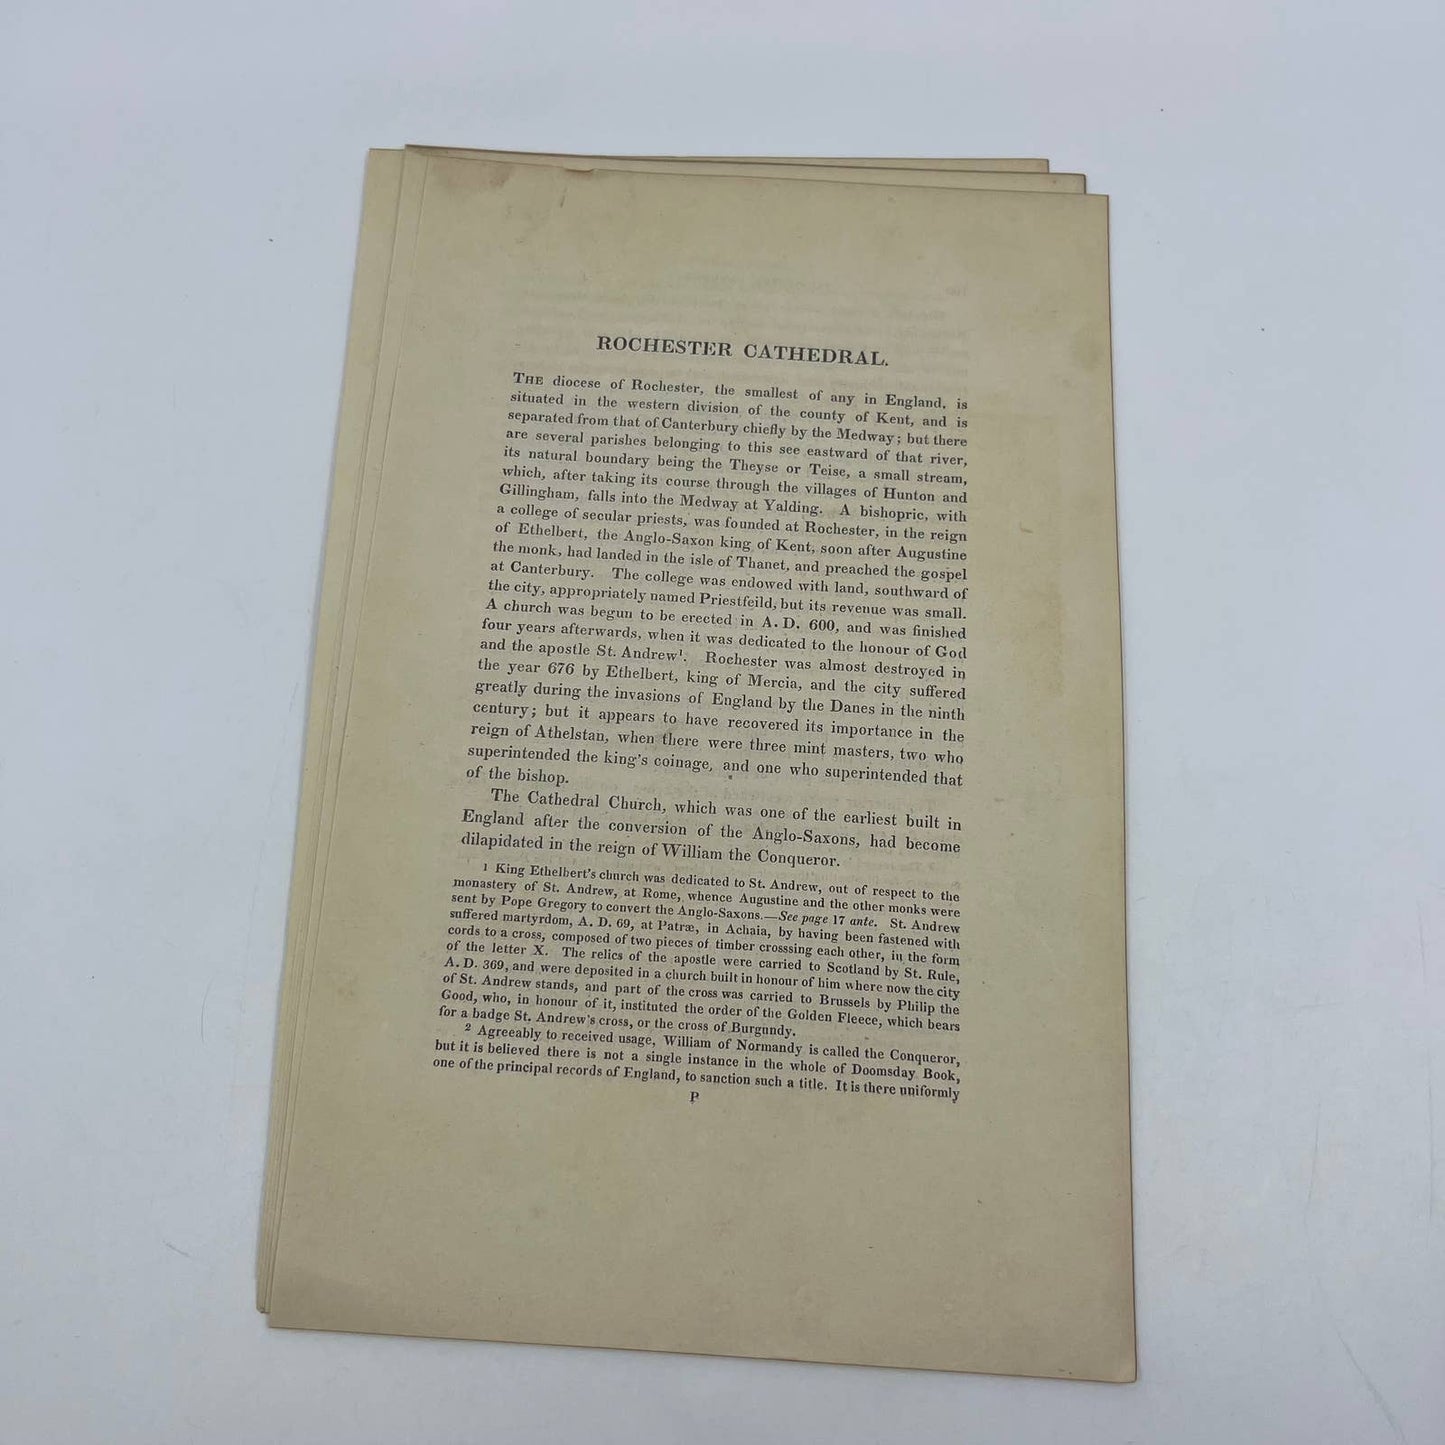 ROCHESTER CATHEDRAL.
THE diocese of Rochester, the smallest of any in England, is
situated in the western division of the county of Kent, and is
separated from that of Canterbury chiefly by the Medway; but there
are several parishes belonging to this see eastward of that river,
its natural boundary being the Theyse or Teise, a small stream,
which, after taking its course through the villages of Hunton and
Gillingham, falls into the Medway at Yalding. A bishopric, with
a college of secular priests, was founded at Rochester, in the reign
of Ethelbert, the Anglo-Saxon king of Kent, soon after Augustine
the monk, had landed in the isle of Thanet, and preached the gospel
at Canterbury. The college was endowed with land, southward of
the city, appropriately named Priestfeild, but its revenue was small.
A church was begun to be erected in A. D. 600, and was finished
four years afterwards, when it was dedicated to the honour of God
and the apostle St. Andrew¹. Rochester was almost destroyed in
the year 676 by Ethelbert, king of Mercia, and the city suffered
greatly during the invasions of England by the Danes in the ninth
century; but it appears to have recovered its importance in the
reign of Athelstan, when there were three mint masters, two who
superintended the king's coinage, and one who superintended that
of the bishop.
The Cathedral Church, which was one of the earliest built in
England after the conversion of the Anglo-Saxons, had become
dilapidated in the reign of William the Conqueror.
1 King Ethelbert's church was dedicated to St. Andrew, out of respect to the
monastery of St. Andrew, at Rome, whence Augustine and the other monks were
sent by Pope Gregory to convert the Anglo-Saxons.—See page 17 ante. St. Andrew
suffered martyrdom, A. D. 69, at Patræ, in Achaia, by having been fastened with
cords to a cross, composed of two pieces of timber crosssing each other, in the form
of the letter X. The relics of the apostle were carried to Scotland by St. Rule,
A. D. 369, and were deposited in a church built in honour of him where now the city
of St. Andrew stands, and part of the cross was carried to Brussels by Philip the
Good, who, in honour of it, instituted the order of the Golden Fleece, which bears
for a badge St. Andrew's cross, or the cross of Burgundy.
2 Agreeably to received usage, William of Normandy is called the Conqueror,
but it is believed there is not a single instance in the whole of Doomsday Book,
one of the principal records of England, to sanction such a title. It is there uniformly
P